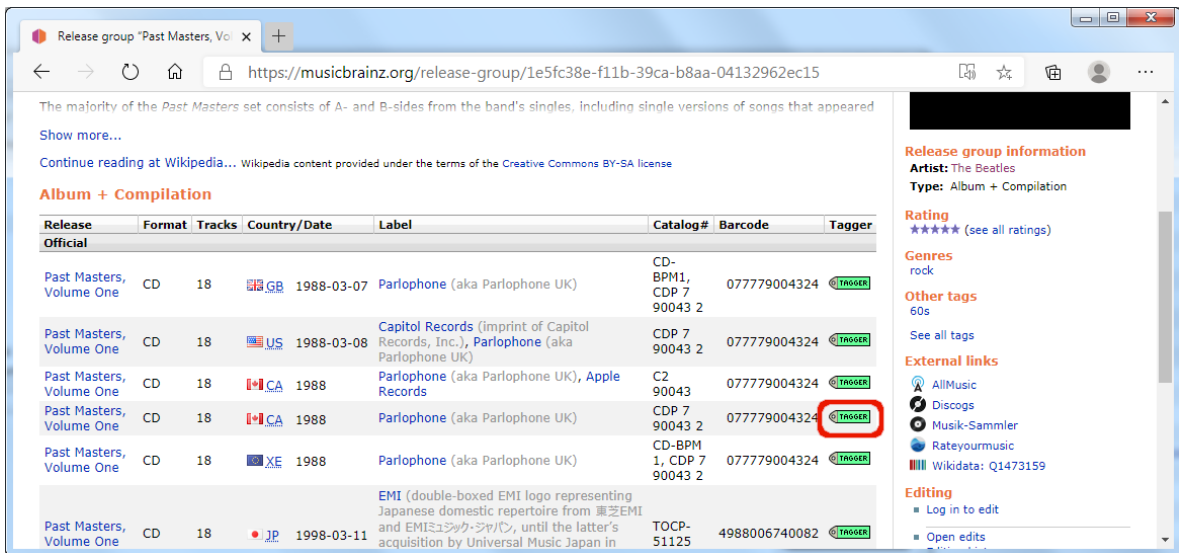 Release group "Past Masters, Vol
https://musicbrainz.org/release-group/1e5fc38e-f11b-39ca-b8aa-04132962ec15
The majority of the Past Masters set consists of A- and B-sides from the band's singles, including single versions of songs that appeared
Show more...
Continue reading at Wikipedia... Wikipedia content provided under the terms of the Creative Commons BY-SA license
Album + Compilation
Release Format Tracks Country/Date Label Catalog# Barcode Tagger
Official
Past Masters, Volume One CD 18 GB 1988-03-07 Parlophone (aka Parlophone UK) CD-BPM1, CDP 7 90043 2 077779004324 TAGGER
Past Masters, Volume One CD 18 US 1988-03-08 Capitol Records (imprint of Capitol Records, Inc.), Parlophone (aka Parlophone UK) CDP 7 90043 2 077779004324 TAGGER
Past Masters, Volume One CD 18 CA 1988 Parlophone (aka Parlophone UK), Apple Records C2 90043 077779004324 TAGGER
Past Masters, Volume One CD 18 CA 1988 Parlophone (aka Parlophone UK) CDP 7 90043 2 077779004324 TAGGER
Past Masters, Volume One CD 18 XE 1988 Parlophone (aka Parlophone UK) CD-BPM 1, CDP 7 90043 2 077779004324 TAGGER
Past Masters, Volume One CD 18 JP 1998-03-11 EMI (double-boxed EMI logo representing Japanese domestic repertoire from 東芝EMI and EMIミュージック・ジャパン, until the latter's acquisition by Universal Music Japan in TOCP-51125 4988006740082 TAGGER
Release group information
Artist: The Beatles
Type: Album + Compilation
Rating
(see all ratings)
Genres
rock
Other tags
60s
See all tags
External links
AllMusic
Discogs
Musik-Sammler
Rateyourmusic
Wikidata: Q1473159
Editing
Log in to edit
Open edits